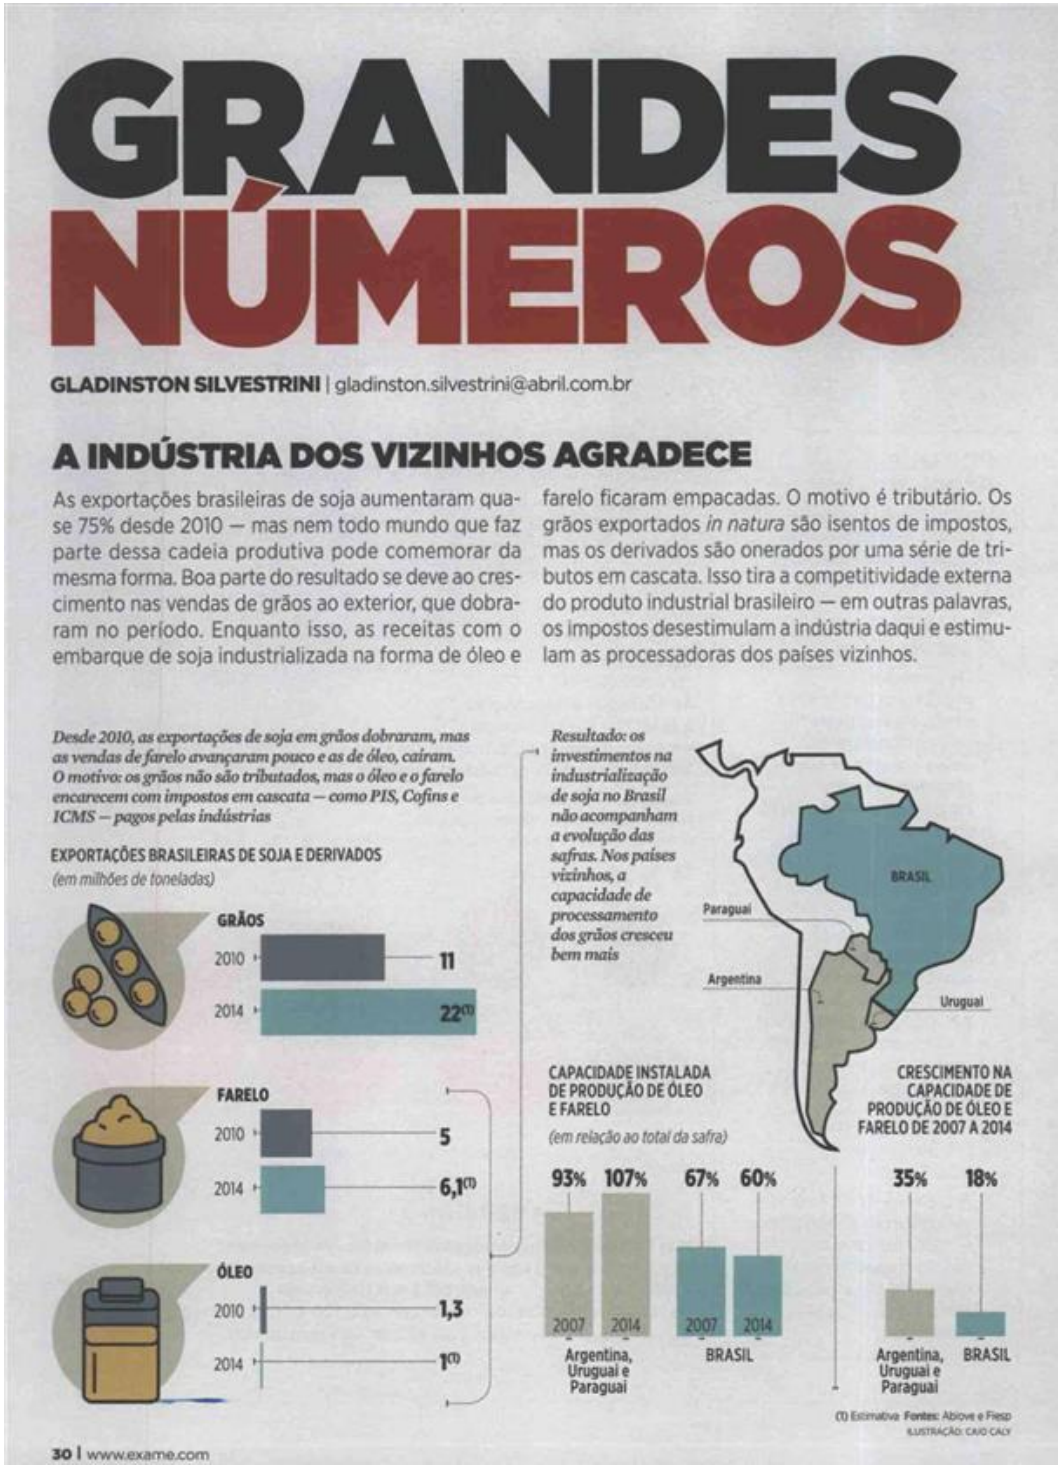 GRANDES
NÚMEROS
GLADINSTON SILVESTRINI | gladinston.silvestrini@abril.com.br
A INDÚSTRIA DOS VIZINHOS AGRADECE
As exportações brasileiras de soja aumentaram qua-
se 75% desde 2010 — mas nem todo mundo que faz
parte dessa cadeia produtiva pode comemorar da
mesma forma. Boa parte do resultado se deve ao cres-
cimento nas vendas de grãos ao exterior, que dobra-
ram no período. Enquanto isso, as receitas com o
embarque de soja industrializada na forma de óleo e
farelo ficaram empacadas. O motivo é tributário. Os
grãos exportados in natura são isentos de impostos,
mas os derivados são onerados por uma série de tri-
butos em cascata. Isso tira a competitividade externa
do produto industrial brasileiro — em outras palavras,
os impostos desestimulam a indústria daqui e estimu-
lam as processadoras dos países vizinhos.
Desde 2010, as exportações de soja em grãos dobraram, mas
as vendas de farelo avançaram pouco e as de óleo, caíram.
O motivo: os grãos não são tributados, mas o óleo e o farelo
encarecem com impostos em cascata — como PIS, Cofins e
ICMS — pagos pelas indústrias
EXPORTAÇÕES BRASILEIRAS DE SOJA E DERIVADOS
(em milhões de toneladas)
GRÃOS
2010 11
2014 22(1)
FARELO
2010 5
2014 6,1(1)
ÓLEO
2010 1,3
2014 1(1)
Resultado: os
investimentos na
industrialização
de soja no Brasil
não acompanham
a evolução das
safras. Nos países
vizinhos, a
capacidade de
processamento
dos grãos cresceu
bem mais
BRASIL
Paraguai
Argentina
Uruguai
CAPACIDADE INSTALADA
DE PRODUÇÃO DE ÓLEO
E FARELO
(em relação ao total da safra)
93% 107% 67% 60%
2007 2014 2007 2014
Argentina,
Uruguai e
Paraguai
BRASIL
CRESCIMENTO NA
CAPACIDADE DE
PRODUÇÃO DE ÓLEO E
FARELO DE 2007 A 2014
35% 18%
Argentina,
Uruguai e
Paraguai
BRASIL
(1) Estimativa Fontes: Abiove e Fiesp
ILUSTRAÇÃO: CAIO CALY
30 | www.exame.com